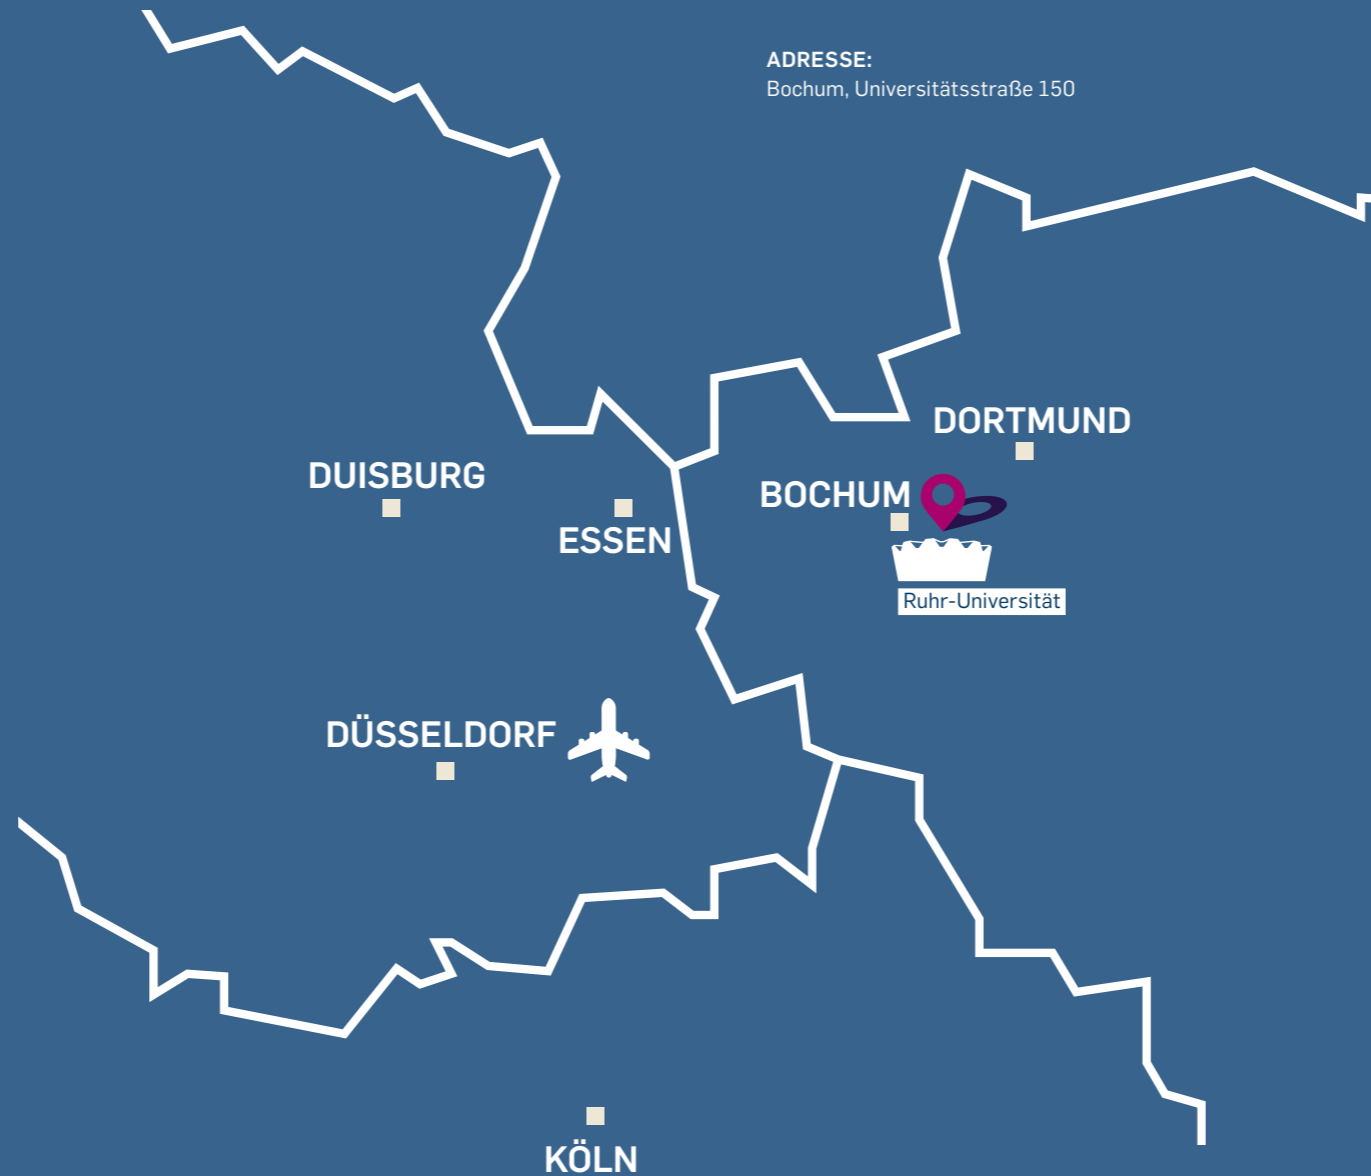 ADRESSE:
Bochum, Universitätsstraße 150
DORTMUND
DUISBURG
BOCHUM
ESSEN
Ruhr-Universität
DÜSSELDORF
KÖLN